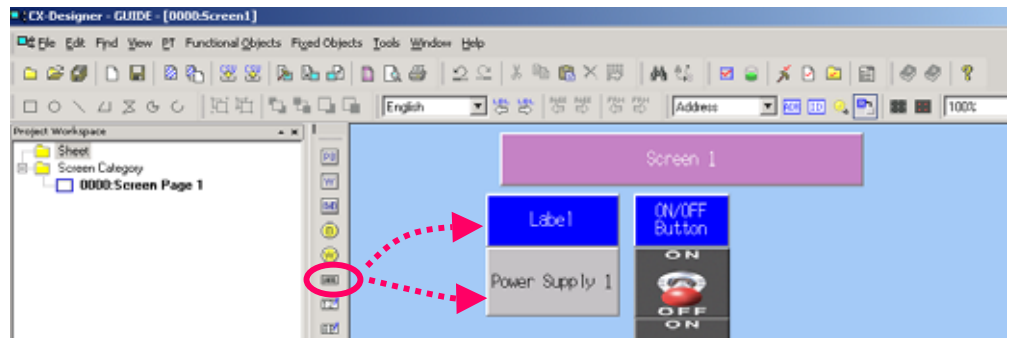 CX-Designer - GUIDE - [0000:Screen1]
File Edit Find View PT Functional Objects Fixed Objects Tools Window Help
English Address 100%
Project Workspace
Sheet
Screen Category
0000:Screen Page 1
Screen 1
Label
ON/OFF
Button
Power Supply 1
ON
OFF
ON